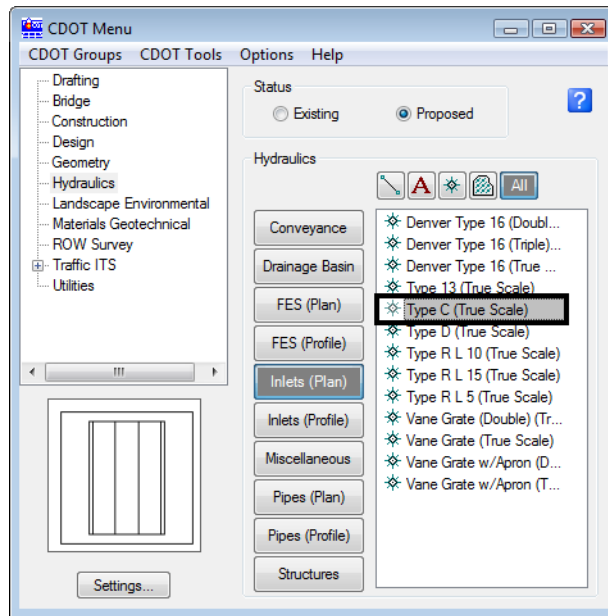 CDOT Menu
CDOT Groups CDOT Tools Options Help
Drafting
Bridge
Construction
Design
Geometry
Hydraulics
Landscape Environmental
Materials Geotechnical
ROW Survey
Traffic ITS
Utilities
Settings...
Status
Existing Proposed
?
Hydraulics
A All
Conveyance
Drainage Basin
FES (Plan)
FES (Profile)
Inlets (Plan)
Inlets (Profile)
Miscellaneous
Pipes (Plan)
Pipes (Profile)
Structures
Denver Type 16 (Doubl...
Denver Type 16 (Triple)...
Denver Type 16 (True ...
Type 13 (True Scale)
Type C (True Scale)
Type D (True Scale)
Type R L 10 (True Scale)
Type R L 15 (True Scale)
Type R L 5 (True Scale)
Vane Grate (Double) (Tr...
Vane Grate (True Scale)
Vane Grate w/Apron (D...
Vane Grate w/Apron (T...